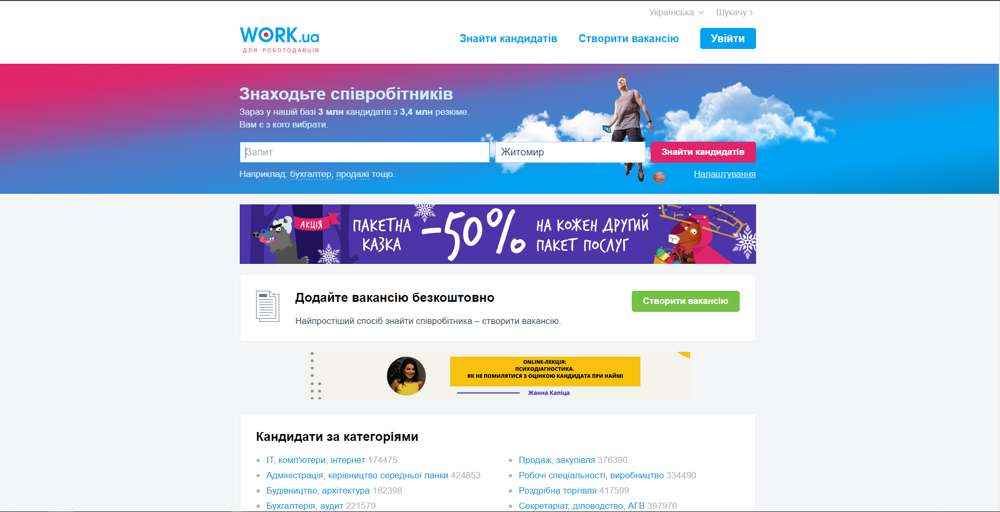 Українська
Шукачу
WORK.ua
ДЛЯ РОБОТОДАВЦІВ
Знайти кандидатів
Створити вакансію
Увійти
Знаходьте співробітників
Зараз у нашій базі 3 млн кандидатів з 3,4 млн резюме.
Вам є з кого вибрати.
Запит
Житомир
Знайти кандидатів
Наприклад: бухгалтер, продажі тощо.
Налаштування
АКЦІЯ
ПАКЕТНА
КАЗКА
-50%
НА КОЖЕН ДРУГИЙ
ПАКЕТ ПОСЛУГ
Додайте вакансію безкоштовно
Найпростіший спосіб знайти співробітника – створити вакансію.
Створити вакансію
ONLINE-ЛЕКЦІЯ:
ПСИХОДІАГНОСТИКА.
ЯК НЕ ПОМИЛЯТИСЯ З ОЦІНКОЮ КАНДИДАТА ПРИ НАЙМІ
Жанна Капіца
Кандидати за категоріями
IT, комп'ютери, інтернет 174475
Адміністрація, керівництво середньої ланки 424853
Будівництво, архітектура 182398
Бухгалтерія, аудит 221579
Продаж, закупівля 376390
Робочі спеціальності, виробництво 334490
Роздрібна торгівля 417599
Секретаріат, діловодство, АГВ 397976